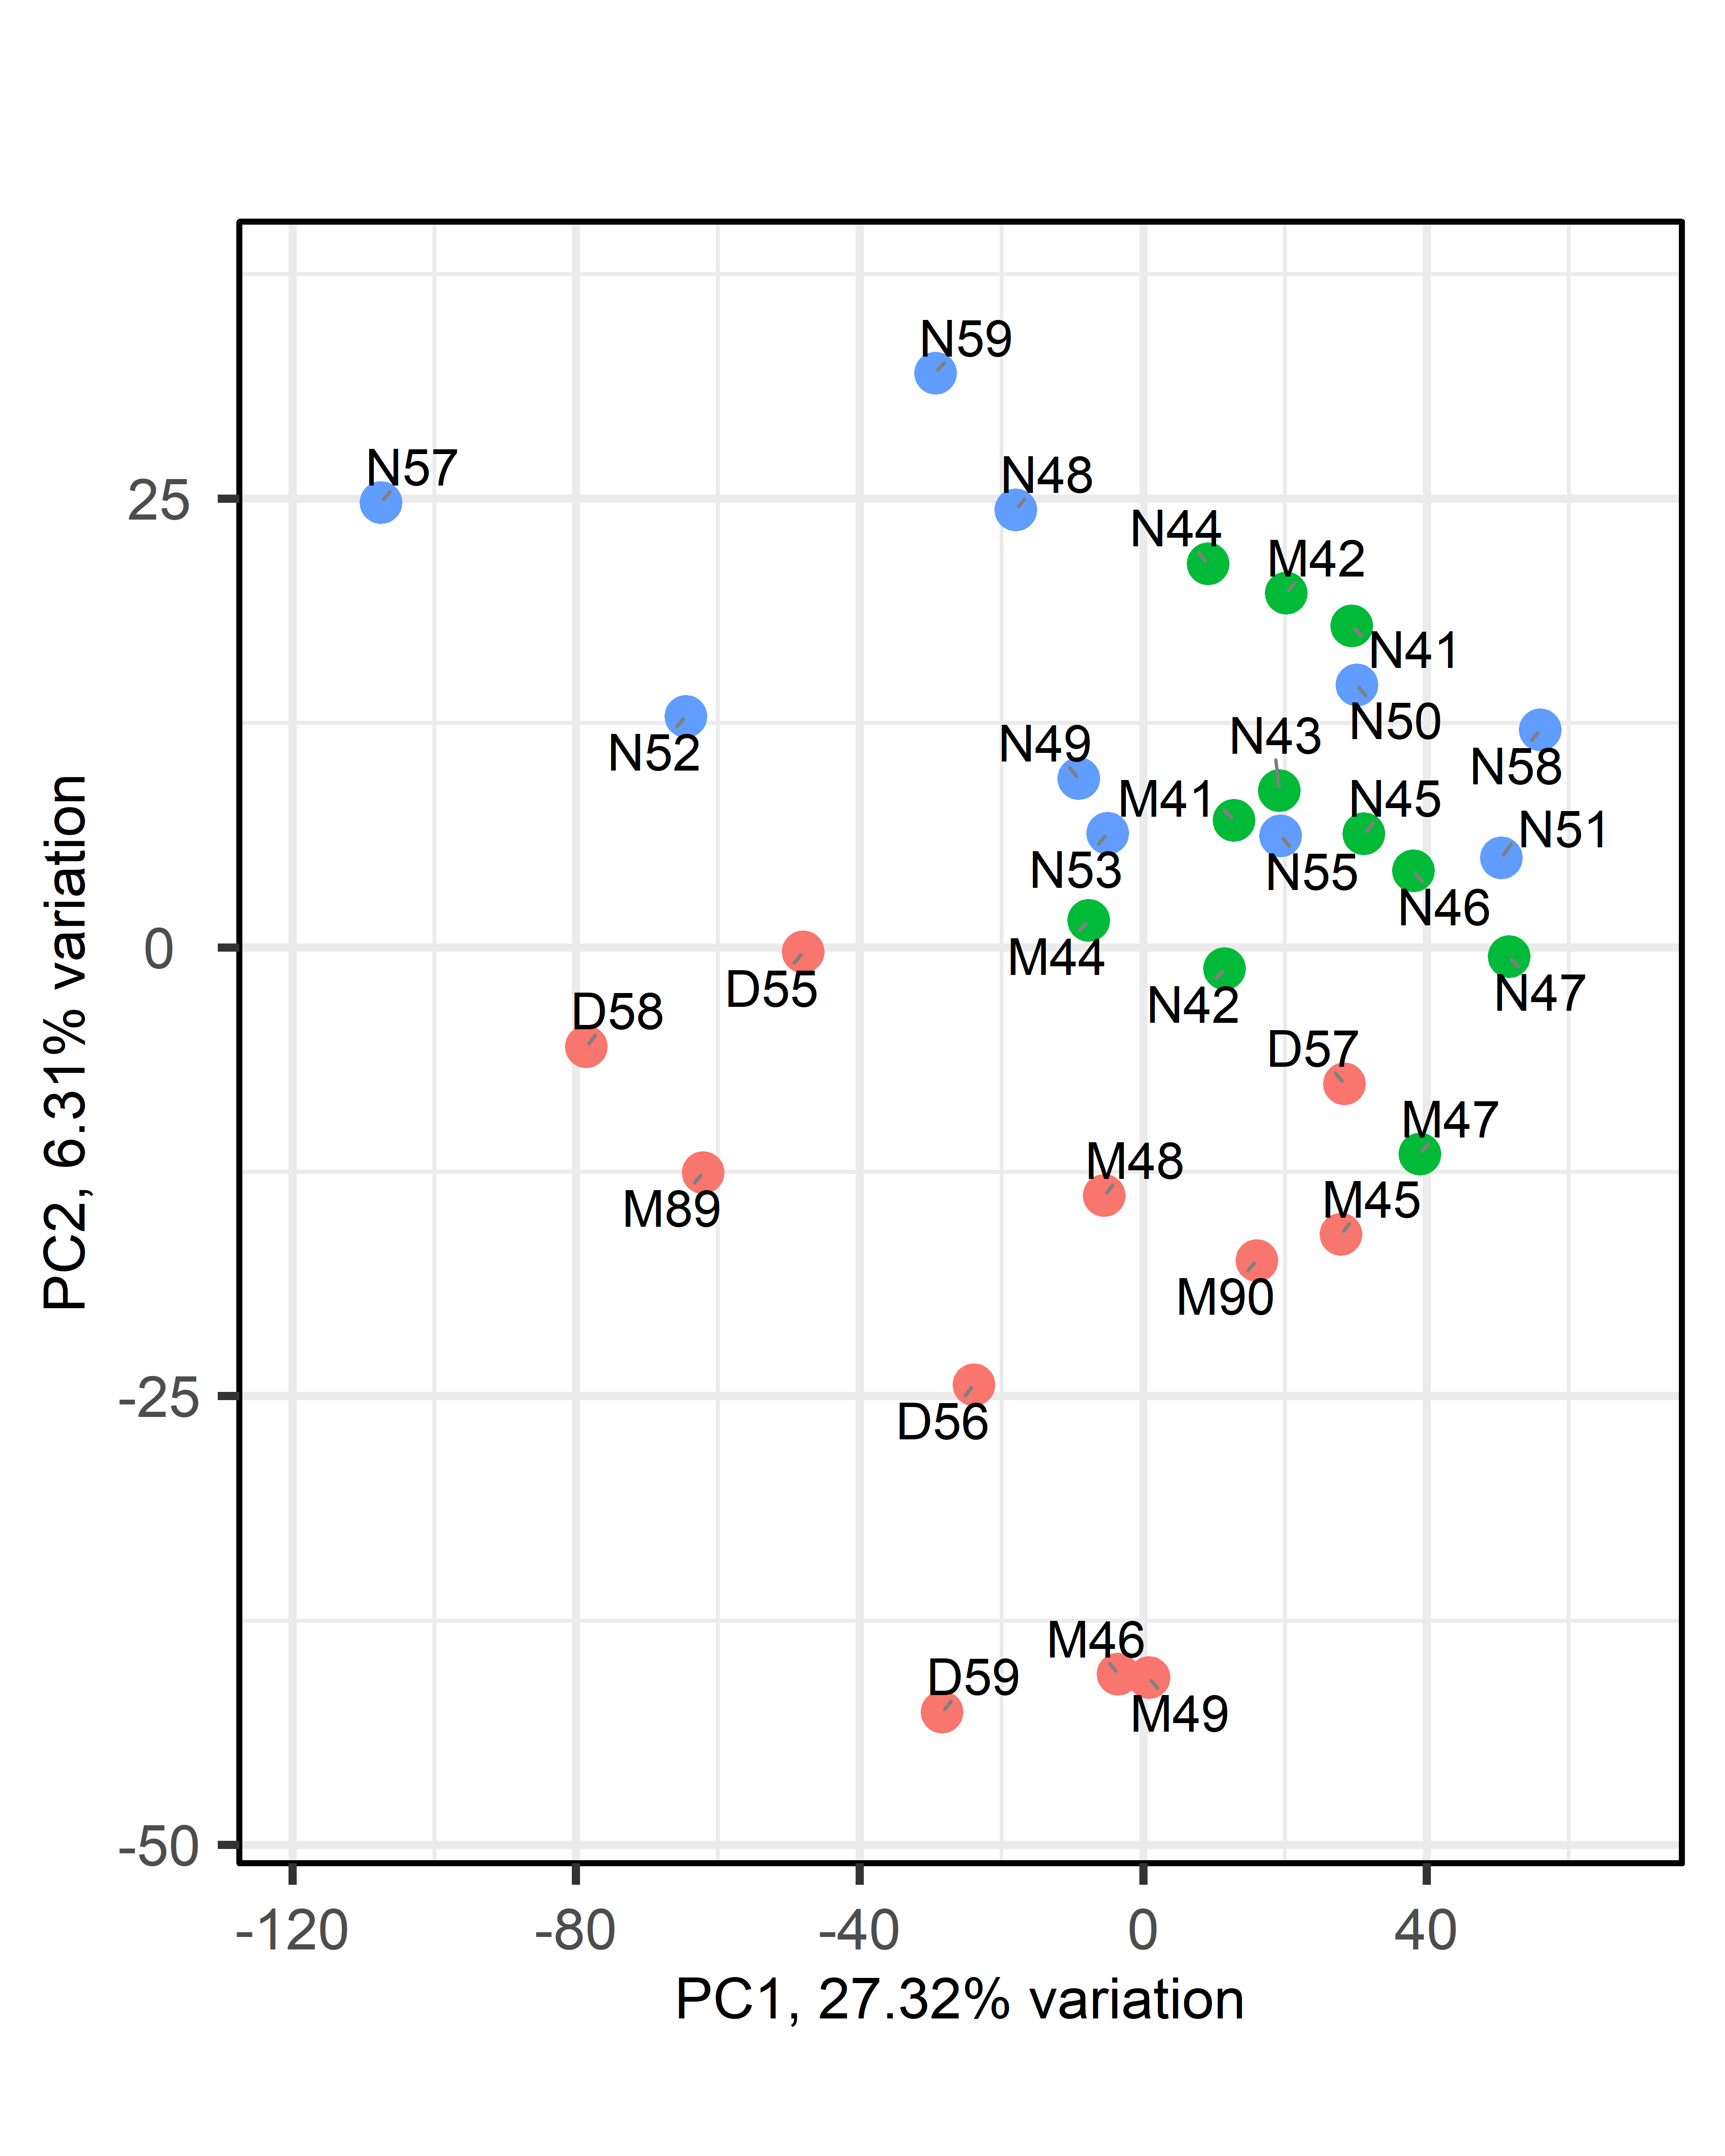 N59
N57
N48
25
N44
M42
N41
N50
N43
N49
N52
N58
M41
N45
N51
N53
N55
N46
0
M44
D55
N42
N47
D58
D57
M47
M48
M89
M45
M90
-25
D56
M46
D59
M49
-50
-120
-80
-40
0
40
PC1, 27.32% variation
PC2, 6.31% variation